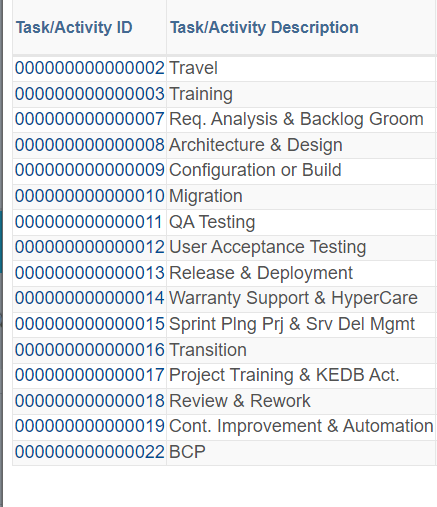 Task/Activity ID Task/Activity Description
000000000000002 Travel
000000000000003 Training
000000000000007 Req. Analysis & Backlog Groom
000000000000008 Architecture & Design
000000000000009 Configuration or Build
000000000000010 Migration
000000000000011 QA Testing
000000000000012 User Acceptance Testing
000000000000013 Release & Deployment
000000000000014 Warranty Support & HyperCare
000000000000015 Sprint Plng Prj & Srv Del Mgmt
000000000000016 Transition
000000000000017 Project Training & KEDB Act.
000000000000018 Review & Rework
000000000000019 Cont. Improvement & Automation
000000000000022 BCP